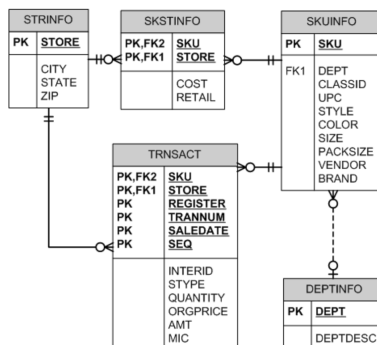 STRINFO
PK STORE
CITY
STATE
ZIP
SKSTINFO
PK,FK2 SKU
PK,FK1 STORE
COST
RETAIL
SKUINFO
PK SKU
FK1 DEPT
CLASSID
UPC
STYLE
COLOR
SIZE
PACKSIZE
VENDOR
BRAND
TRNSACT
PK,FK2 SKU
PK,FK1 STORE
PK REGISTER
PK TRANNUM
PK SALEDATE
PK SEQ
INTERID
STYPE
QUANTITY
ORGPRICE
AMT
MIC
DEPTINFO
PK DEPT
DEPTDESC